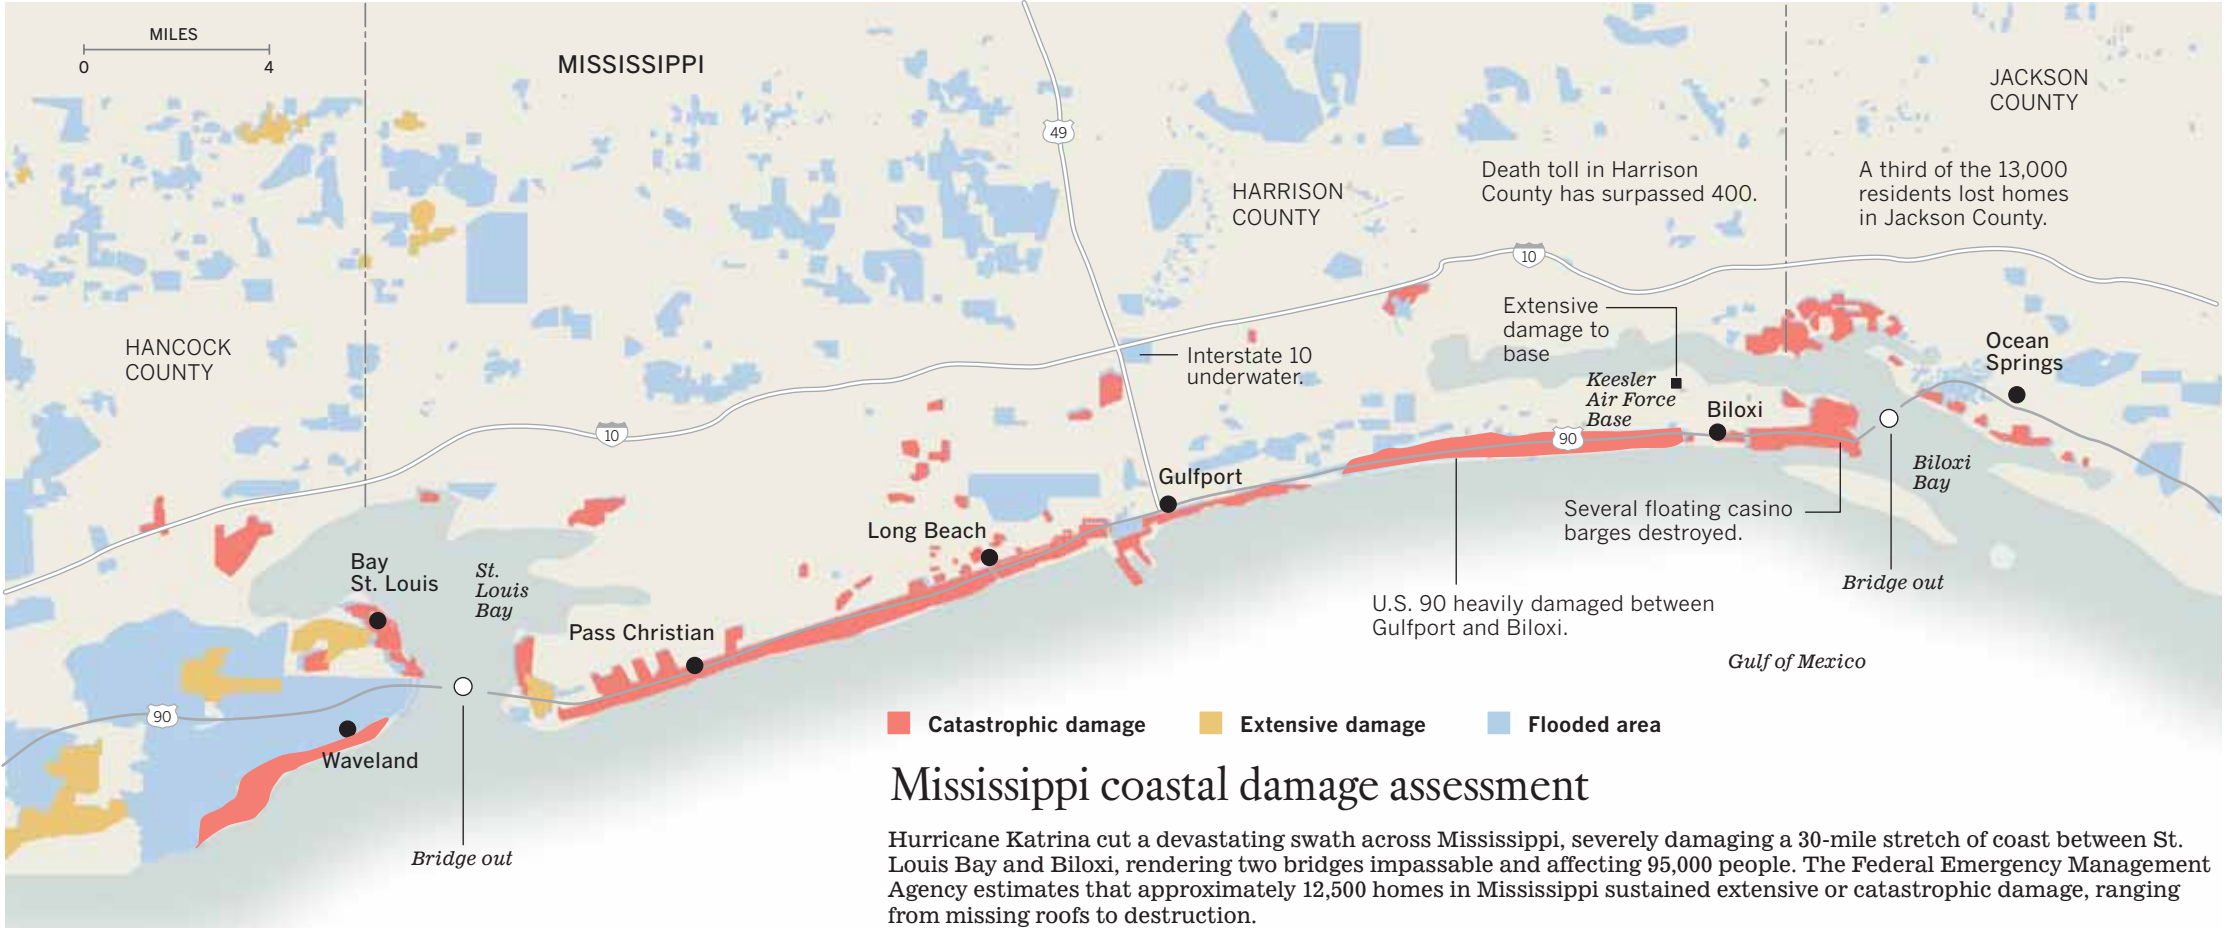 MILES
0 4
MISSISSIPPI
49
JACKSON
COUNTY
HARRISON
COUNTY
Death toll in Harrison
County has surpassed 400.
A third of the 13,000
residents lost homes
in Jackson County.
10
Extensive
damage to
base
HANCOCK
COUNTY
Interstate 10
underwater.
Keesler
Air Force
Base
Ocean
Springs
Biloxi
10
90
Gulfport
Biloxi
Bay
Several floating casino
barges destroyed.
Long Beach
Bay
St. Louis
St.
Louis
Bay
Bridge out
U.S. 90 heavily damaged between
Gulfport and Biloxi.
Pass Christian
Gulf of Mexico
90
Waveland
Bridge out
Catastrophic damage
Extensive damage
Flooded area
Mississippi coastal damage assessment
Hurricane Katrina cut a devastating swath across Mississippi, severely damaging a 30-mile stretch of coast between St.
Louis Bay and Biloxi, rendering two bridges impassable and affecting 95,000 people. The Federal Emergency Management
Agency estimates that approximately 12,500 homes in Mississippi sustained extensive or catastrophic damage, ranging
from missing roofs to destruction.